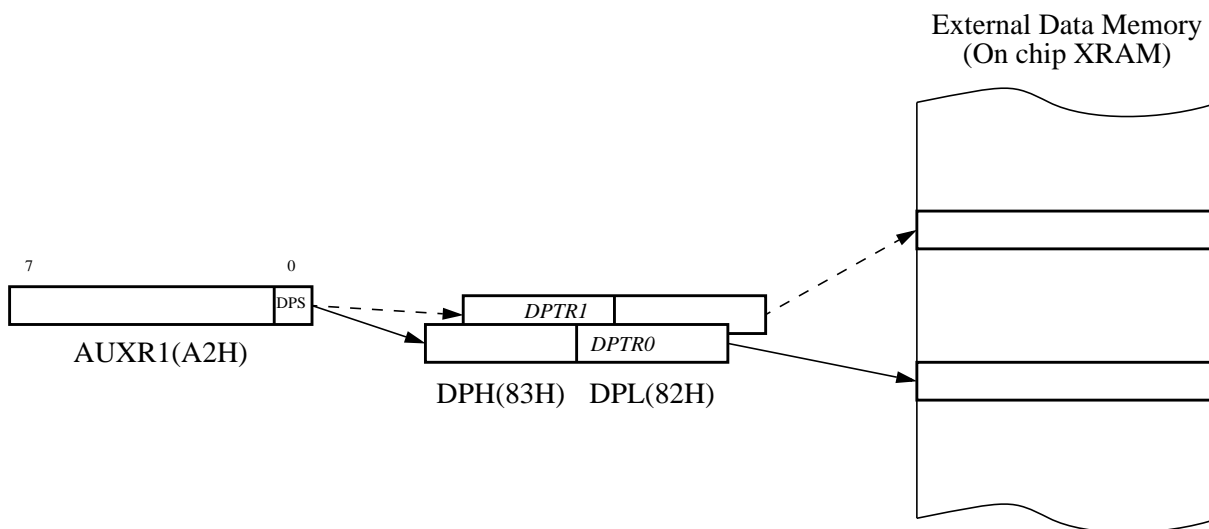 External Data Memory
(On chip XRAM)
7 0
DPS
DPTR1
AUXR1(A2H)
DPTR0
DPH(83H) DPL(82H)